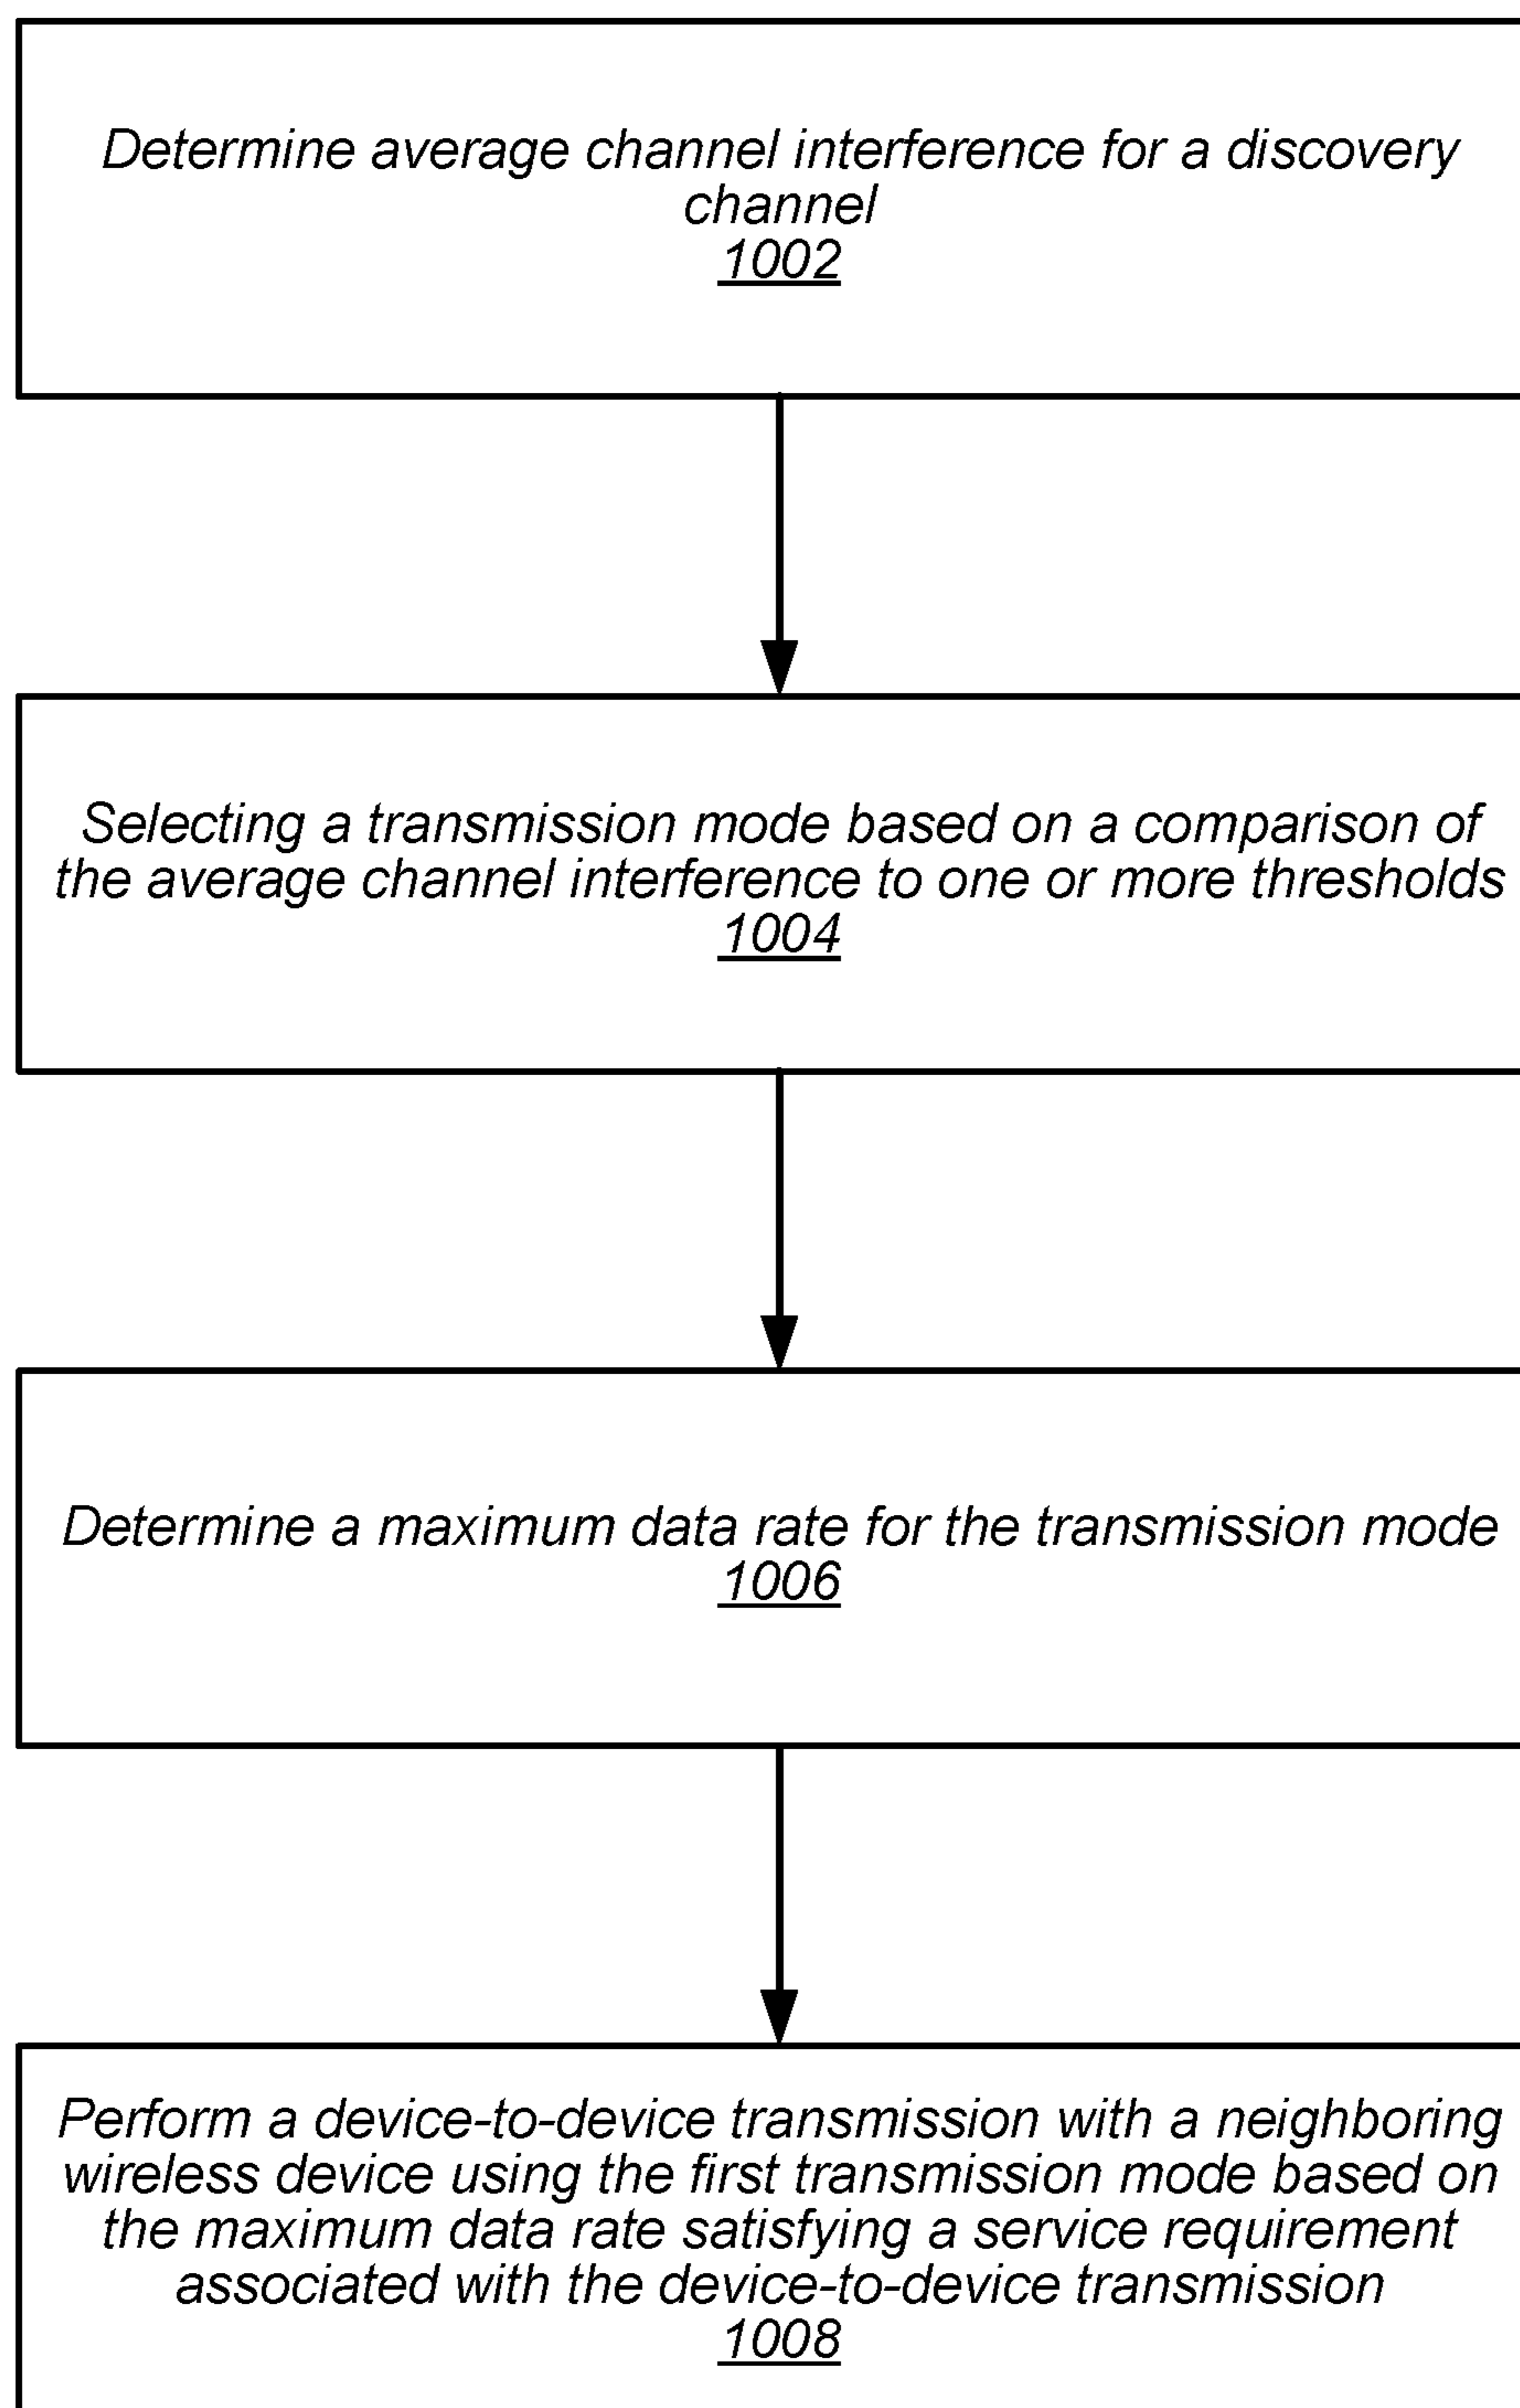 Determine average channel interference for a discovery
channel
1002
Selecting a transmission mode based on a comparison of
the average channel interference to one or more thresholds
1004
Determine a maximum data rate for the transmission mode
1006
Perform a device-to-device transmission with a neighboring
wireless device using the first transmission mode based on
the maximum data rate satisfying a service requirement
associated with the device-to-device transmission
1008